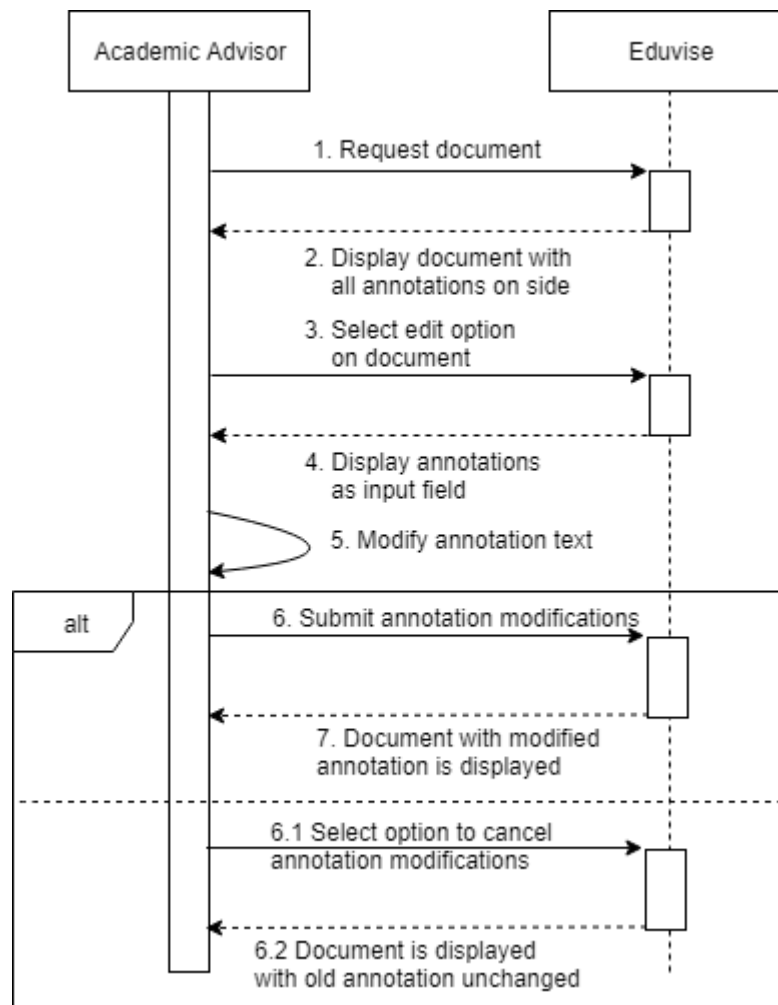 Academic Advisor
Eduvise
1. Request document
2. Display document with
all annotations on side
3. Select edit option
on document
4. Display annotations
as input field
5. Modify annotation text
alt
6. Submit annotation modifications
7. Document with modified
annotation is displayed
6.1 Select option to cancel
annotation modifications
6.2 Document is displayed
with old annotation unchanged